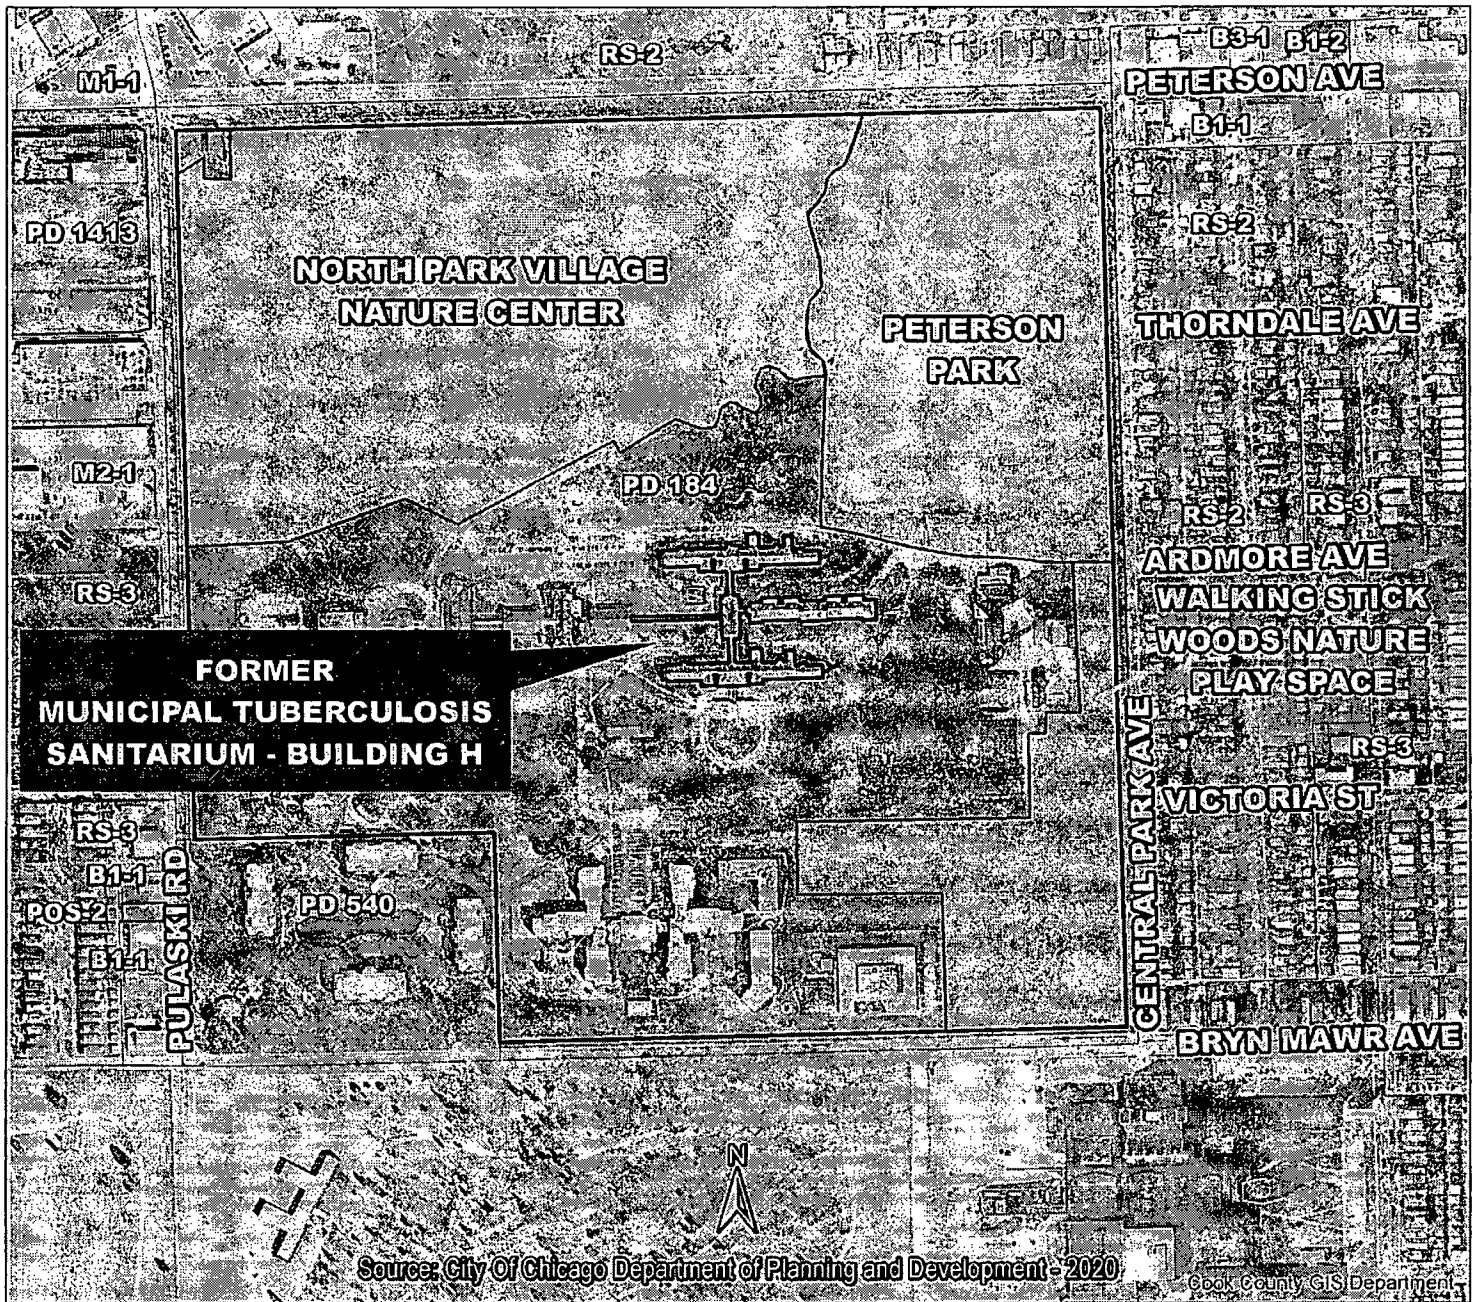 RS-2
B3-1 B1-2
M1-1
PETERSON AVE
B1-1
PD 1413
RS-2
NORTH PARK VILLAGE
NATURE CENTER
PETERSON
PARK
THORNDALE AVE
M2-1
PD 184
RS-2
RS-3
ARDMORE AVE
RS-3
WALKING STICK
WOODS NATURE
PLAY SPACE
FORMER
MUNICIPAL TUBERCULOSIS
SANITARIUM - BUILDING H
RS-3
VICTORIA ST
CENTRAL PARK AVE
RS-3
B1-1
PULASKI RD
PD 540
POS-2
B1-1
BRYN MAWR AVE
N
Source: City Of Chicago Department of Planning and Development - 2020
Cook County GIS Department